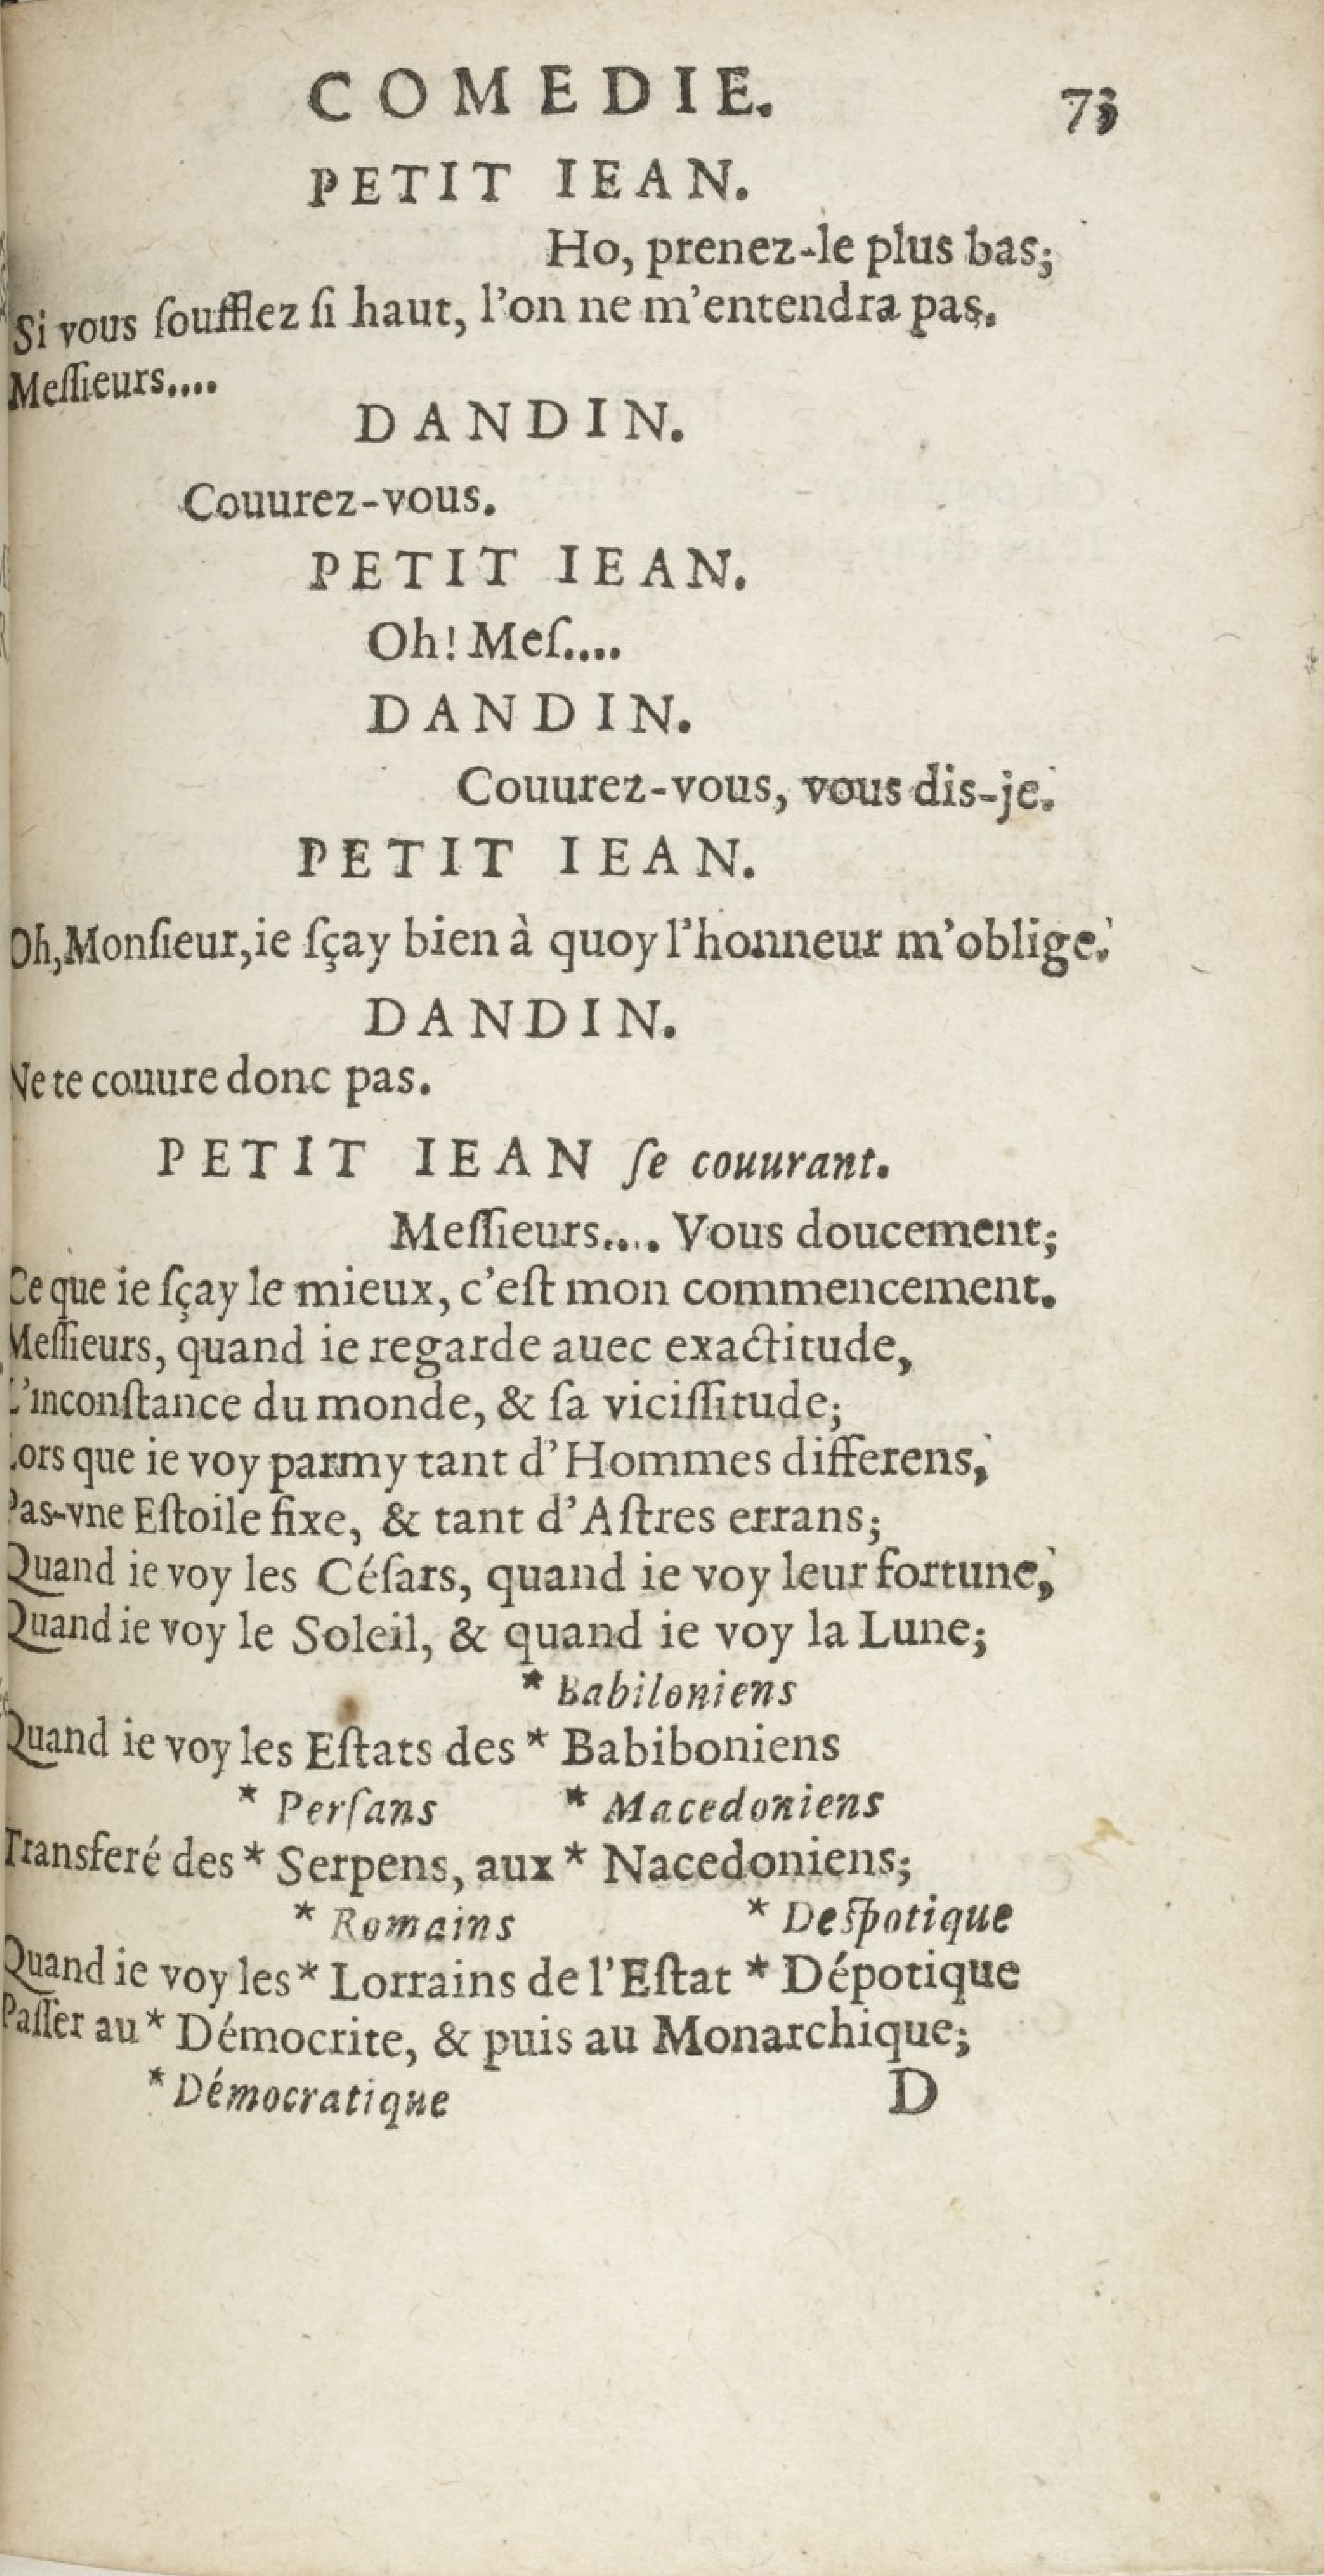 COMEDIE. 73
PETIT IEAN.
Ho, prenez-le plus bas;
Si vous ſoufflez ſi haut, l'on ne m'entendra pas.
Meſſieurs....
DANDIN.
Couurez-vous.
PETIT IEAN.
Oh! Meſ....
DANDIN.
Couurez-vous, vous dis-je.
PETIT IEAN.
Oh, Monſieur, ie ſçay bien à quoy l'honneur m'oblige.
DANDIN.
Ne te couure donc pas.
PETIT IEAN ſe couurant.
Meſſieurs.... Vous doucement;
Ce que ie ſçay le mieux, c'eſt mon commencement.
Meſſieurs, quand ie regarde auec exactitude,
L'inconſtance du monde, & ſa viciſſitude;
Lors que ie voy parmy tant d'Hommes differens,
Pas-vne Eſtoile fixe, & tant d'Aſtres errans;
Quand ie voy les Céſars, quand ie voy leur fortune,
Quand ie voy le Soleil, & quand ie voy la Lune;
* Babiloniens
Quand ie voy les Eſtats des * Babiboniens
* Perſans * Macedoniens
Transferé des * Serpens, aux * Nacedoniens;
* Romains * Deſpotique
Quand ie voy les * Lorrains de l'Eſtat * Dépotique
Paſſer au * Démocrite, & puis au Monarchique;
* Démocratique D